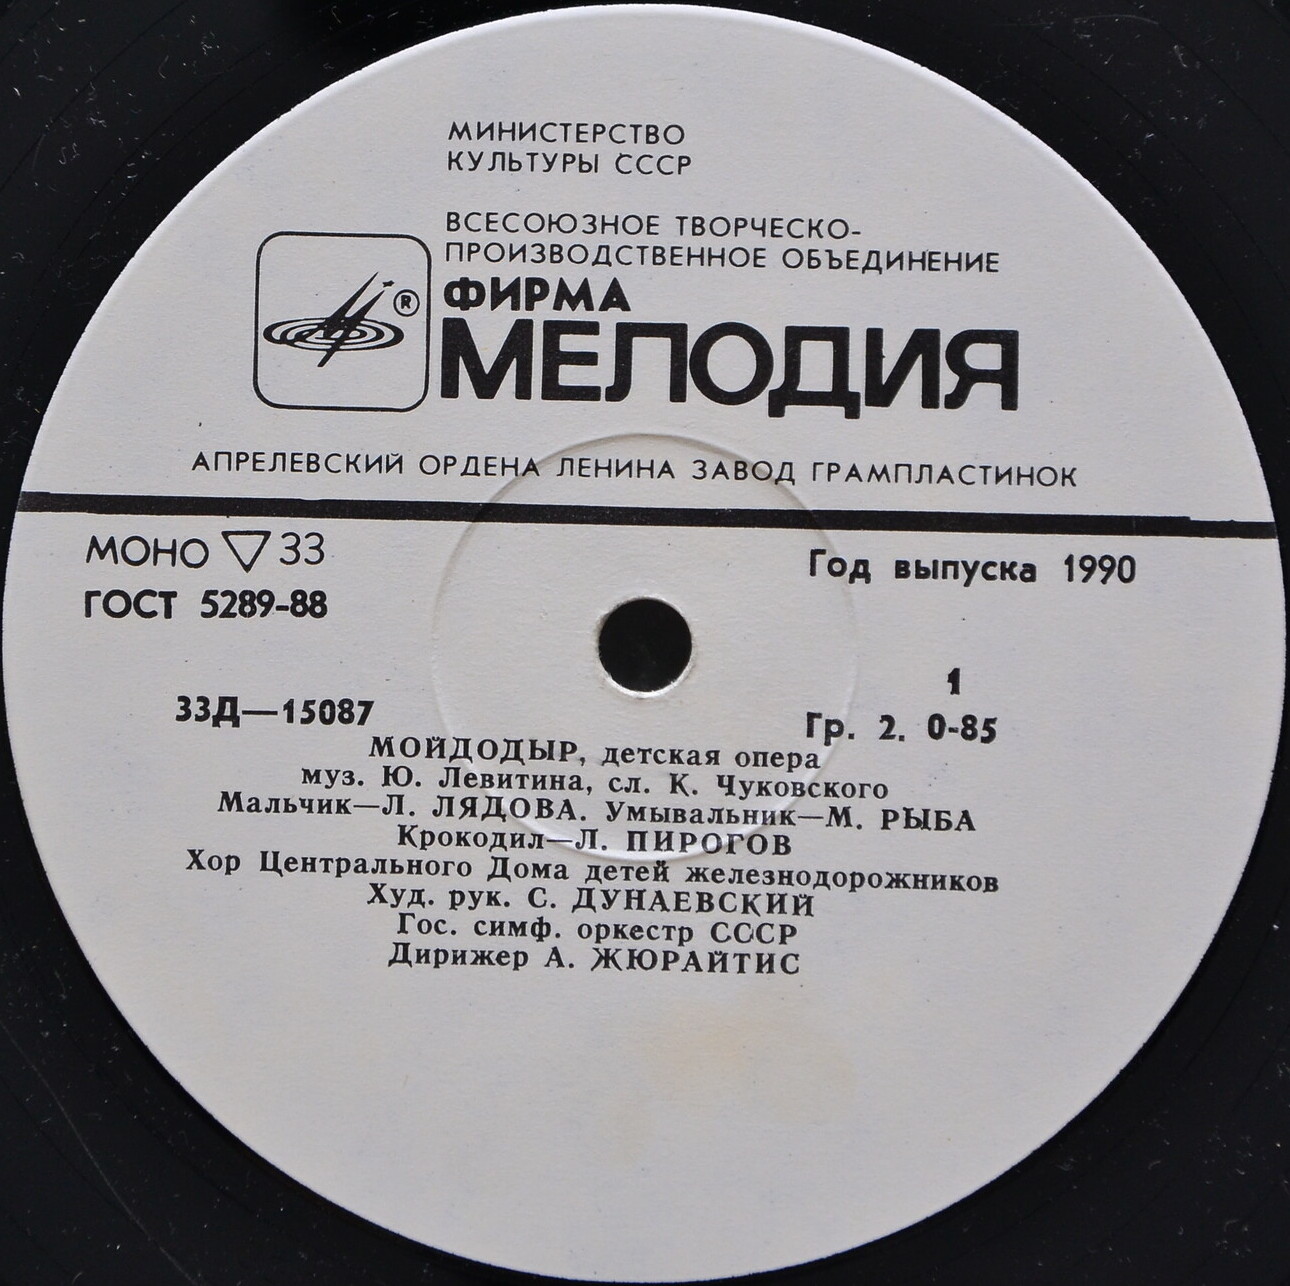 МИНИСТЕРСТВО
КУЛЬТУРЫ СССР
ВСЕСОЮЗНОЕ ТВОРЧЕСКО-
ПРОИЗВОДСТВЕННОЕ ОБЪЕДИНЕНИЕ
ФИРМА
®
МЕЛОДИЯ
АПРЕЛЕВСКИЙ ОРДЕНА ЛЕНИНА ЗАВОД ГРАМПЛАСТИНОК
МОНО ▽ 33
Год выпуска 1990
ГОСТ 5289-88
1
33Д—15087
Гр. 2. 0-85
МОЙДОДЫР, детская опера
муз. Ю. Левитина, сл. К. Чуковского
Мальчик—Л. ЛЯДОВА. Умывальник—М. РЫБА
Крокодил—Л. ПИРОГОВ
Хор Центрального Дома детей железнодорожников
Худ. рук. С. ДУНАЕВСКИЙ
Гос. симф. оркестр СССР
Дирижер А. ЖЮРАЙТИС